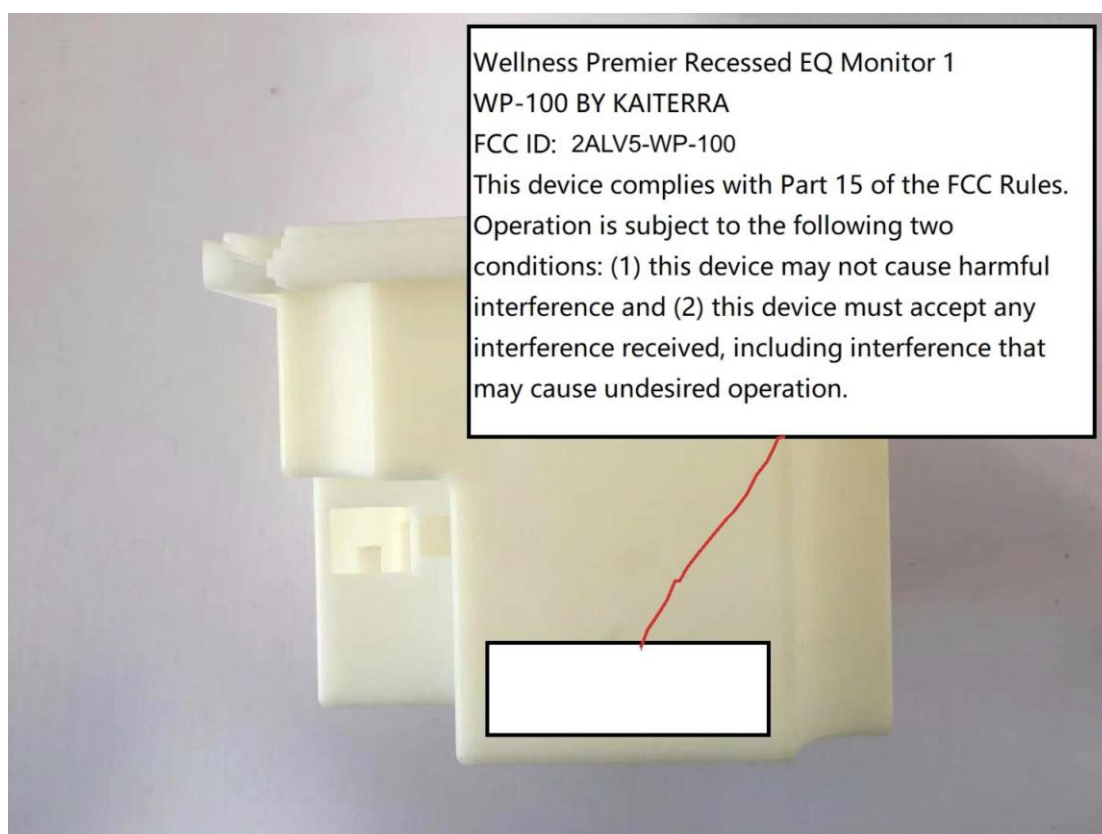 Wellness Premier Recessed EQ Monitor 1
WP-100 BY KAITERRA
FCC ID: 2ALV5-WP-100
This device complies with Part 15 of the FCC Rules.
Operation is subject to the following two
conditions: (1) this device may not cause harmful
interference and (2) this device must accept any
interference received, including interference that
may cause undesired operation.